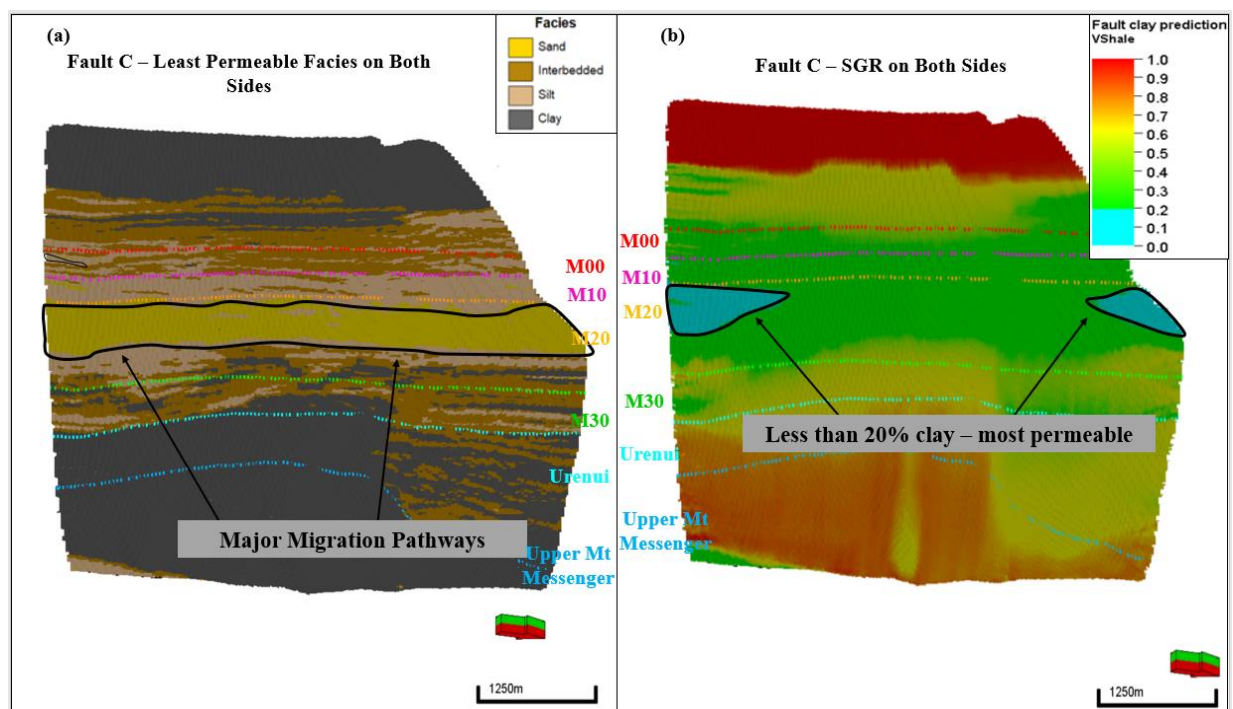 (a)
Fault C – Least Permeable Facies on Both
Sides
Facies
Sand
Interbedded
Silt
Clay
M00
M10
M20
M30
Urenui
Upper Mt
Messenger
Major Migration Pathways
1250m
(b)
Fault C – SGR on Both Sides
Fault clay prediction
VShale
1.0
0.9
0.8
0.7
0.6
0.5
0.4
0.3
0.2
0.1
0.0
M00
M10
M20
M30
Urenui
Upper Mt
Messenger
Less than 20% clay – most permeable
1250m